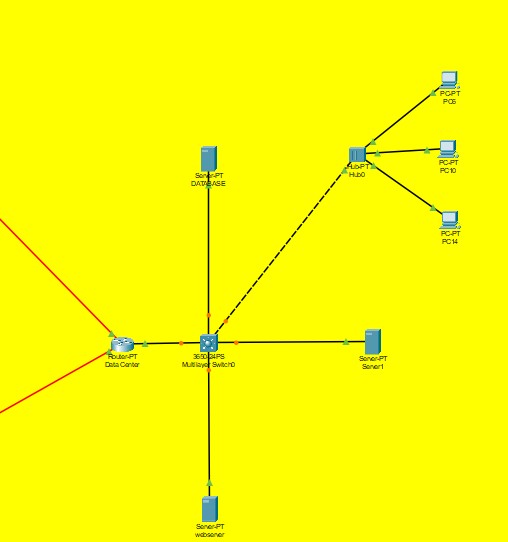 PC-PT
PC6
Server-PT
DATABASE
Hub-PT
Hub0
PC-PT
PC10
PC-PT
PC14
Router-PT
Data Center
3650-24PS
Multilayer Switch0
Server-PT
Server1
Server-PT
webserver